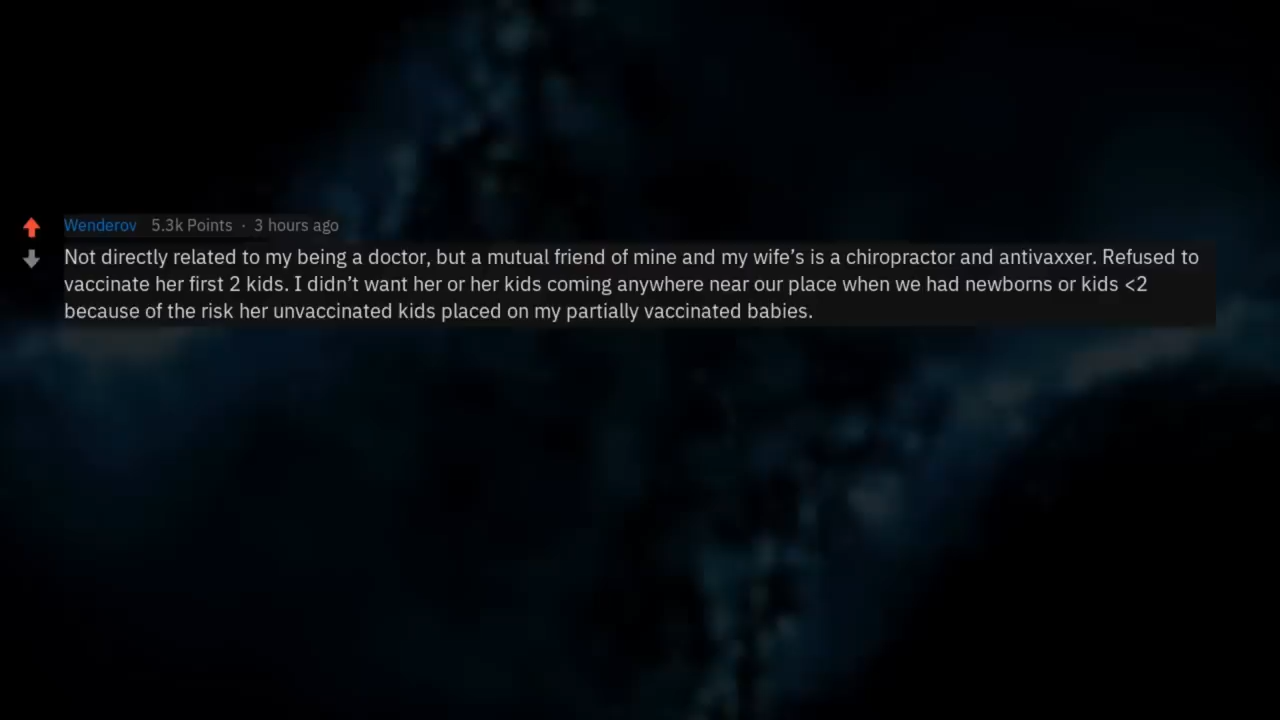 Wenderov 5.3k Points · 3 hours ago
Not directly related to my being a doctor, but a mutual friend of mine and my wife’s is a chiropractor and antivaxxer. Refused to
vaccinate her first 2 kids. I didn’t want her or her kids coming anywhere near our place when we had newborns or kids <2
because of the risk her unvaccinated kids placed on my partially vaccinated babies.